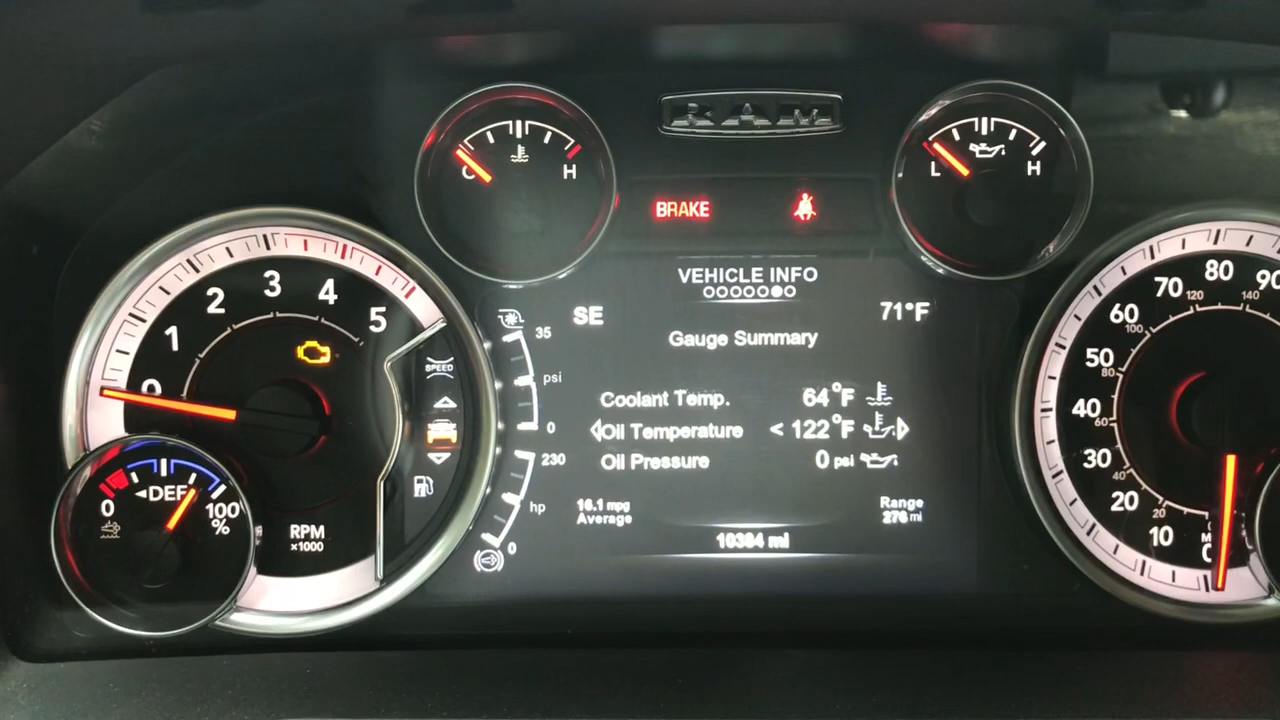 RAM
C
H
L
H
BRAKE
VEHICLE INFO
SE
71°F
Gauge Summary
Coolant Temp. 64°F
Oil Temperature < 122°F
Oil Pressure 0 psi
16.1 mpg
Average
Range
276 mi
10384 mi
0
1
2
3
4
5
RPM
x1000
SPEED
35
psi
0
230
hp
0
◄DEF
0
100
%
90
80
70
60
50
40
30
20
10
0
140
120
100
80
60
40
20